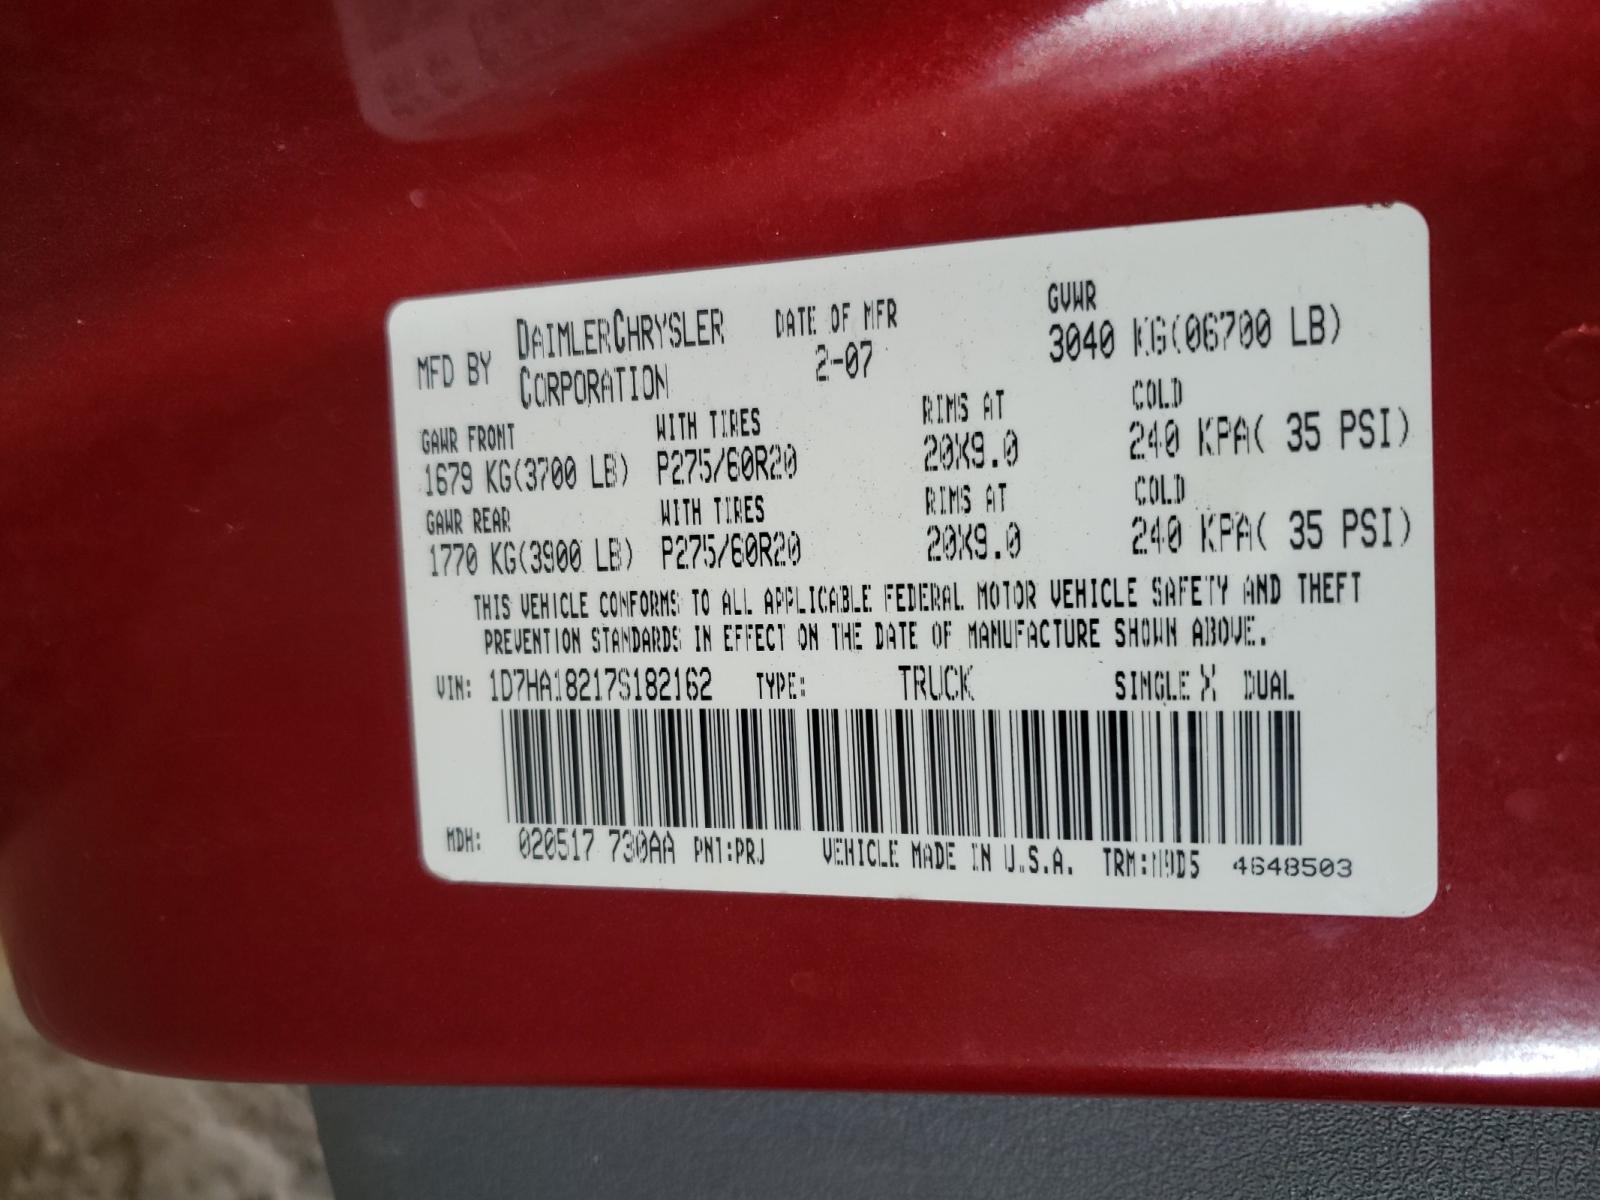 MFD BY DAIMLERCHRYSLER CORPORATION DATE OF MFR 2-07 GVWR 3040 KG(06700 LB)
GAWR FRONT WITH TIRES RIMS AT COLD
1679 KG(3700 LB) P275/60R20 20X9.0 240 KPA( 35 PSI)
GAWR REAR WITH TIRES RIMS AT COLD
1770 KG(3900 LB) P275/60R20 20X9.0 240 KPA( 35 PSI)
THIS VEHICLE CONFORMS TO ALL APPLICABLE FEDERAL MOTOR VEHICLE SAFETY AND THEFT
PREVENTION STANDARDS IN EFFECT ON THE DATE OF MANUFACTURE SHOWN ABOVE.
VIN: 1D7HA18217S182162 TYPE: TRUCK SINGLE X DUAL
MDH: 020517 730AA PNT:PRJ VEHICLE MADE IN U.S.A. TRM:M9D5 4648503